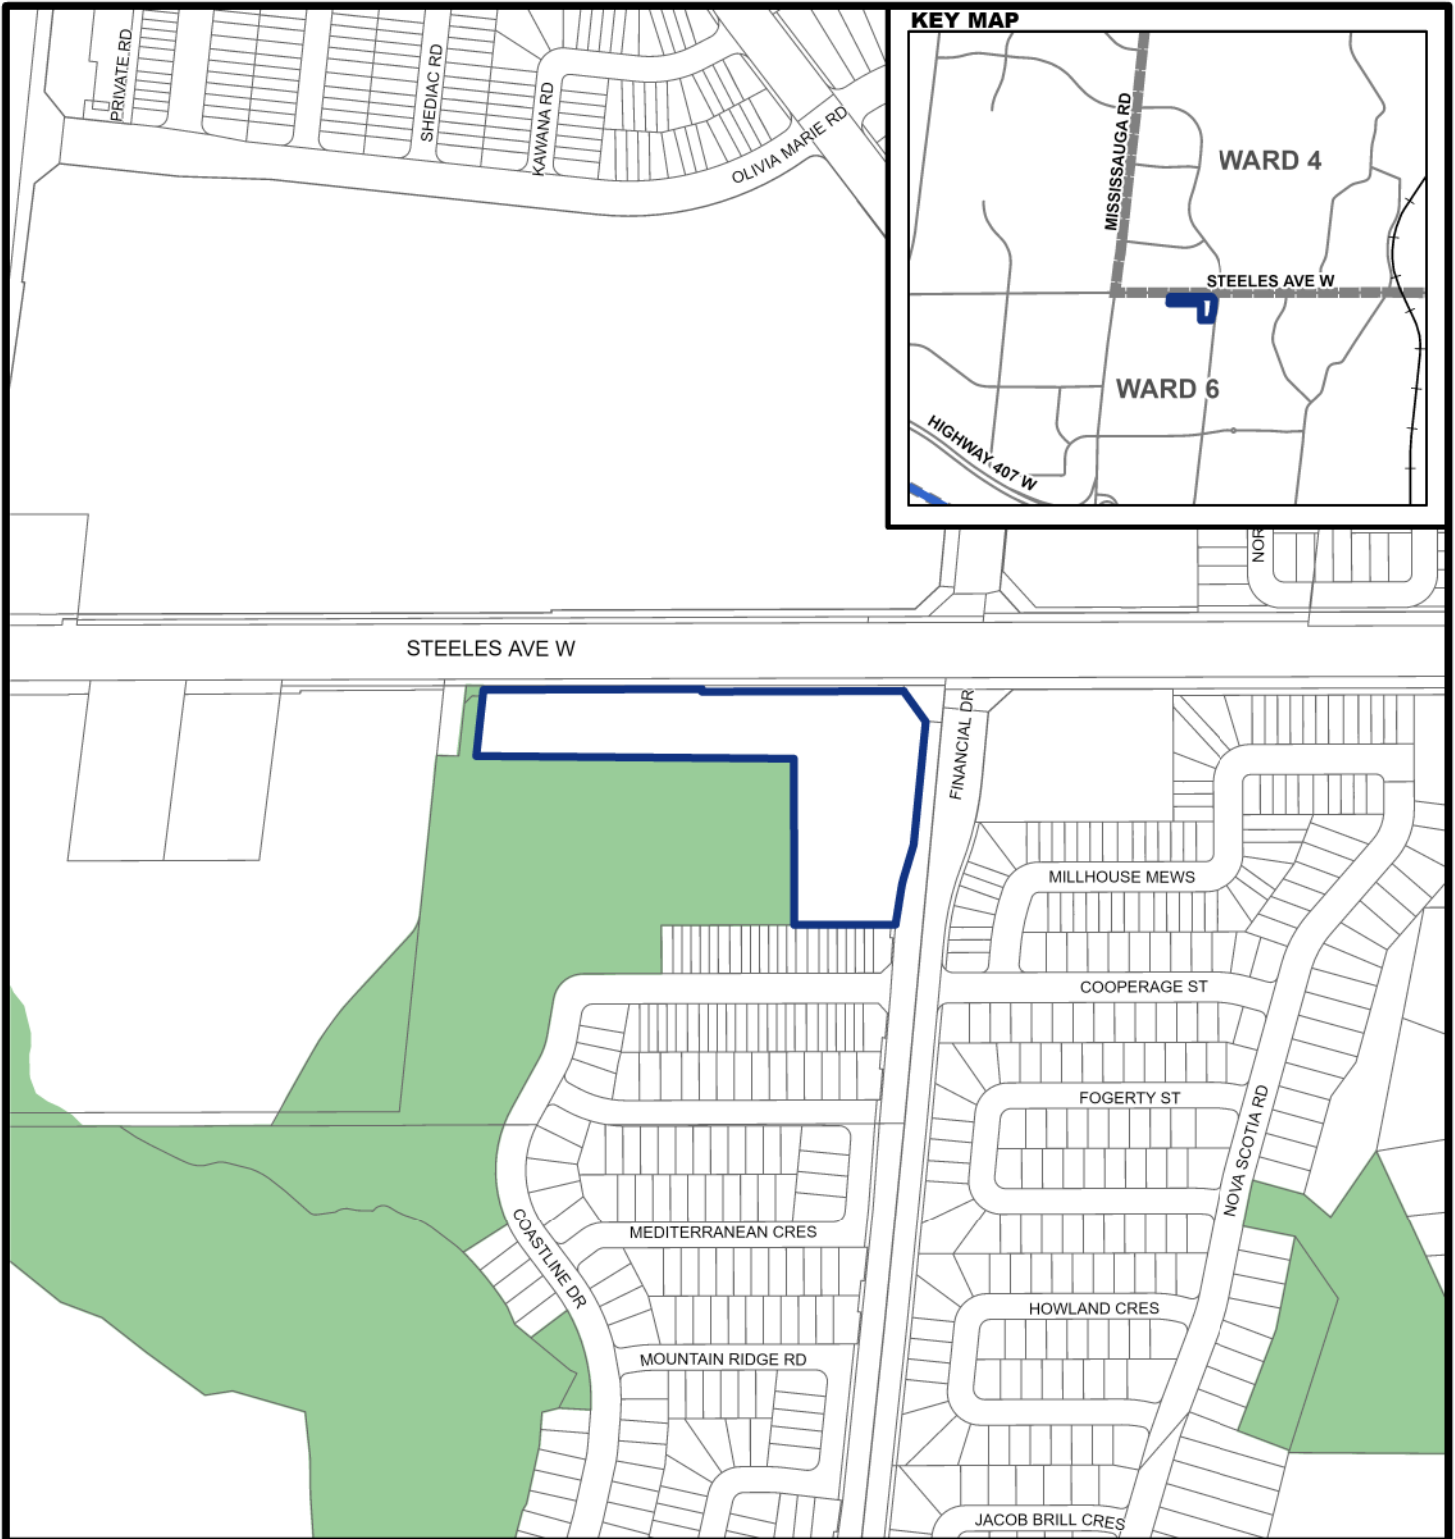 KEY MAP
PRIVATE RD
SHEDIAC RD
KAWANA RD
OLIVIA MARIE RD
MISSISSAUGA RD
WARD 4
STEELES AVE W
WARD 6
HIGHWAY 407 W
NOR
STEELES AVE W
FINANCIAL DR
MILLHOUSE MEWS
COOPERAGE ST
FOGERTY ST
NOVA SCOTIA RD
COASTLINE DR
MEDITERRANEAN CRES
HOWLAND CRES
MOUNTAIN RIDGE RD
JACOB BRILL CRES